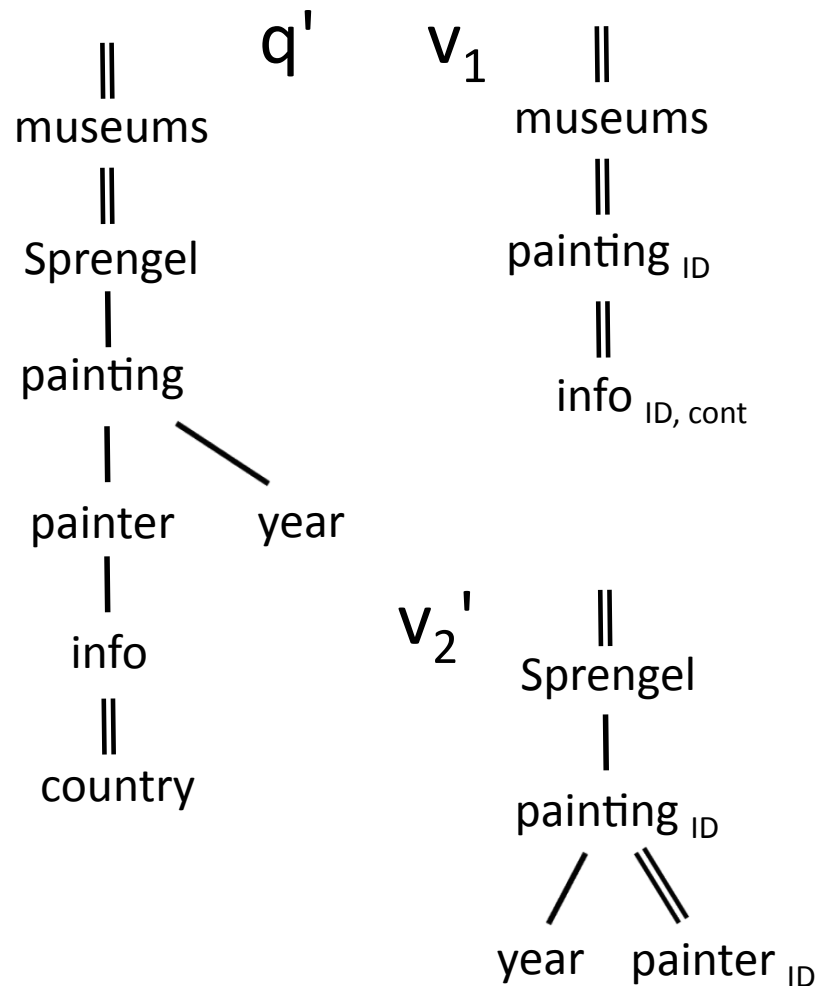 q'
museums
Sprengel
painting
painter year
info
country
v1
museums
painting ID
info ID, cont
v2'
Sprengel
painting ID
year painter ID